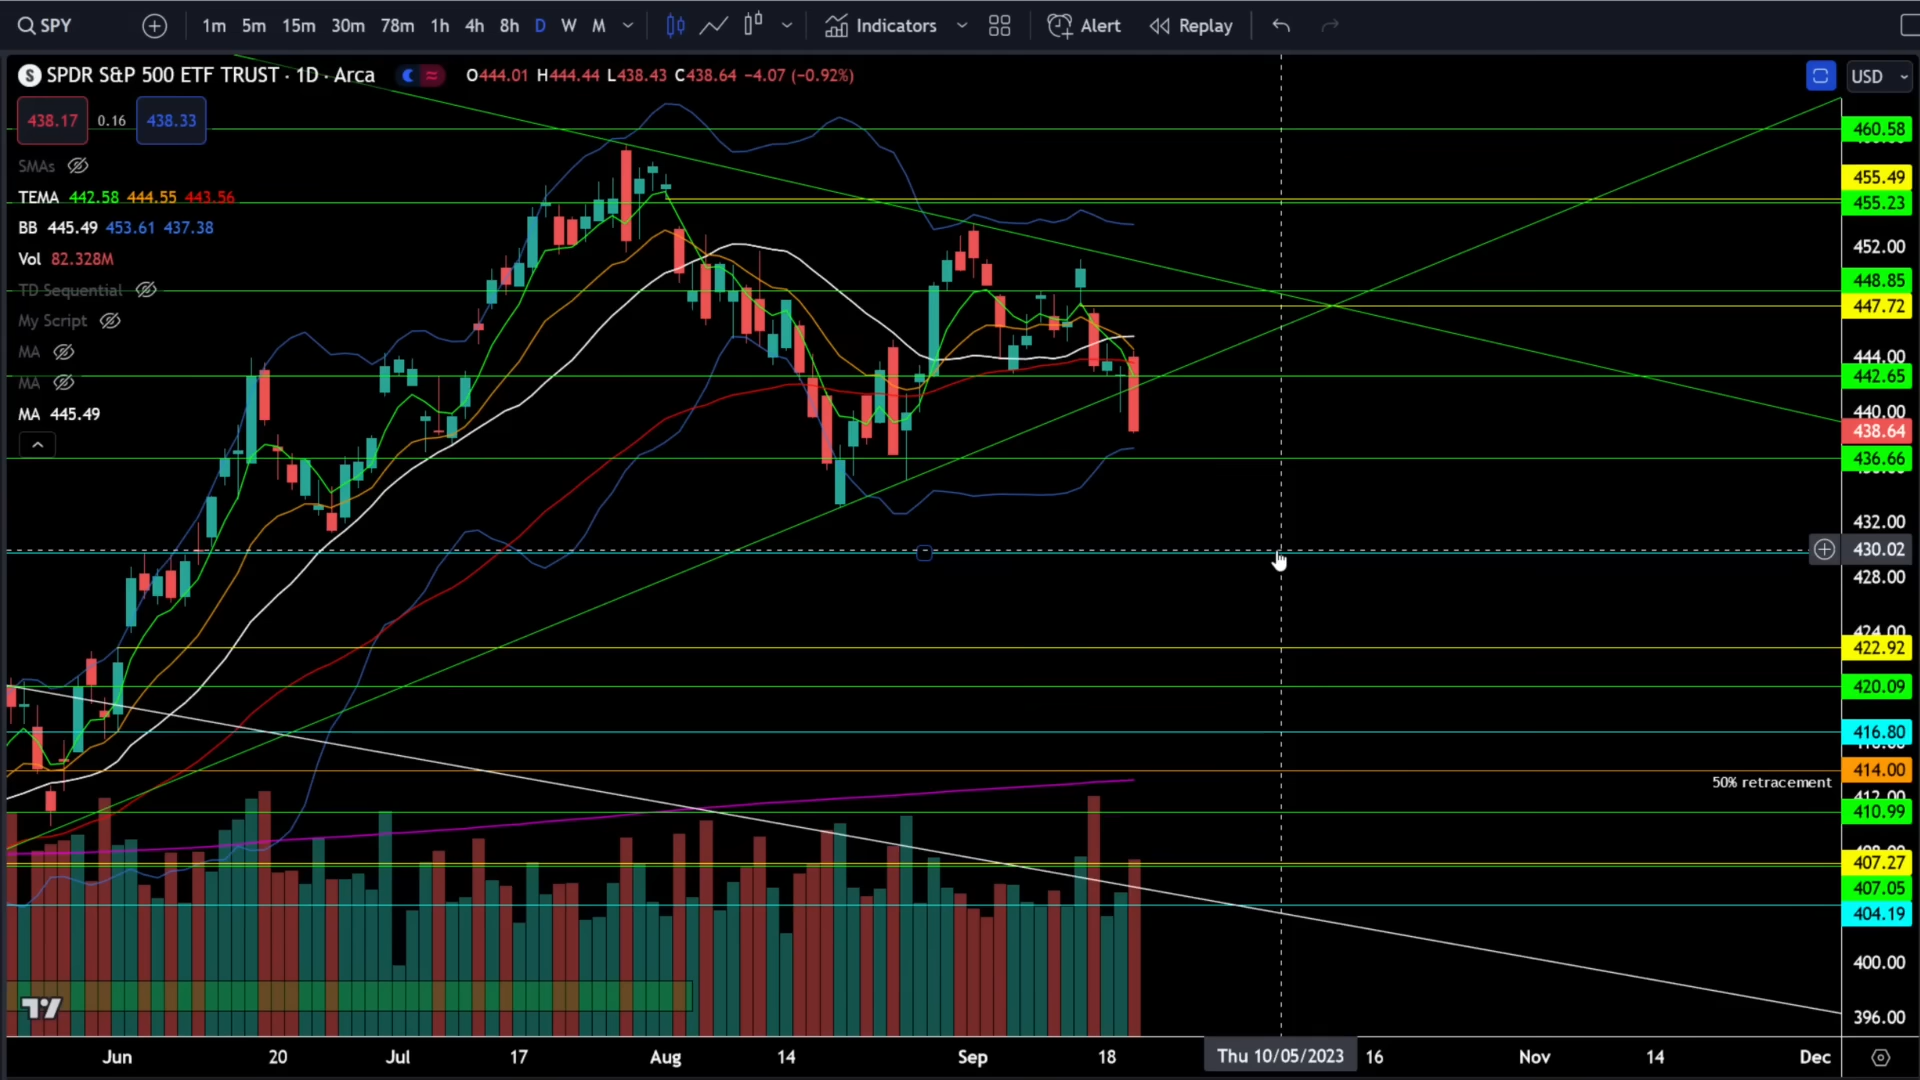 SPY 1m 5m 15m 30m 78m 1h 4h 8h D W M Indicators Alert Replay
S SPDR S&P 500 ETF TRUST · 1D · Arca O444.01 H444.44 L438.43 C438.64 −4.07 (−0.92%)
USD
438.17 0.16 438.33
SMAs
TEMA 442.58 444.55 443.56
BB 445.49 453.61 437.38
Vol 82.328M
TD Sequential
My Script
MA
MA
MA 445.49
460.58
455.49
455.23
452.00
448.85
447.72
444.00
442.65
440.00
438.64
436.66
432.00
430.02
428.00
424.00
422.92
420.09
416.80
414.00
50% retracement
412.00
410.99
407.27
407.05
404.19
400.00
396.00
Jun 20 Jul 17 Aug 14 Sep 18 Thu 10/05/2023 16 Nov 14 Dec